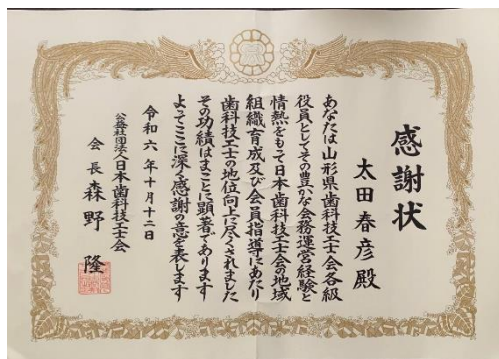 感謝状
太田春彦殿
あなたは山形県歯科技工士会各級
役員としてその豊かな会務運営経験と
情熱をもって日本歯科技工士会の地域
組織育成及び会員指導にあたり
歯科技工士の地位向上に尽くされました
その功績はまことに顕著であります
よってここに深く感謝の意を表します
令和六年十月十二日
公益社団法人日本歯科技工士会
会長森野隆